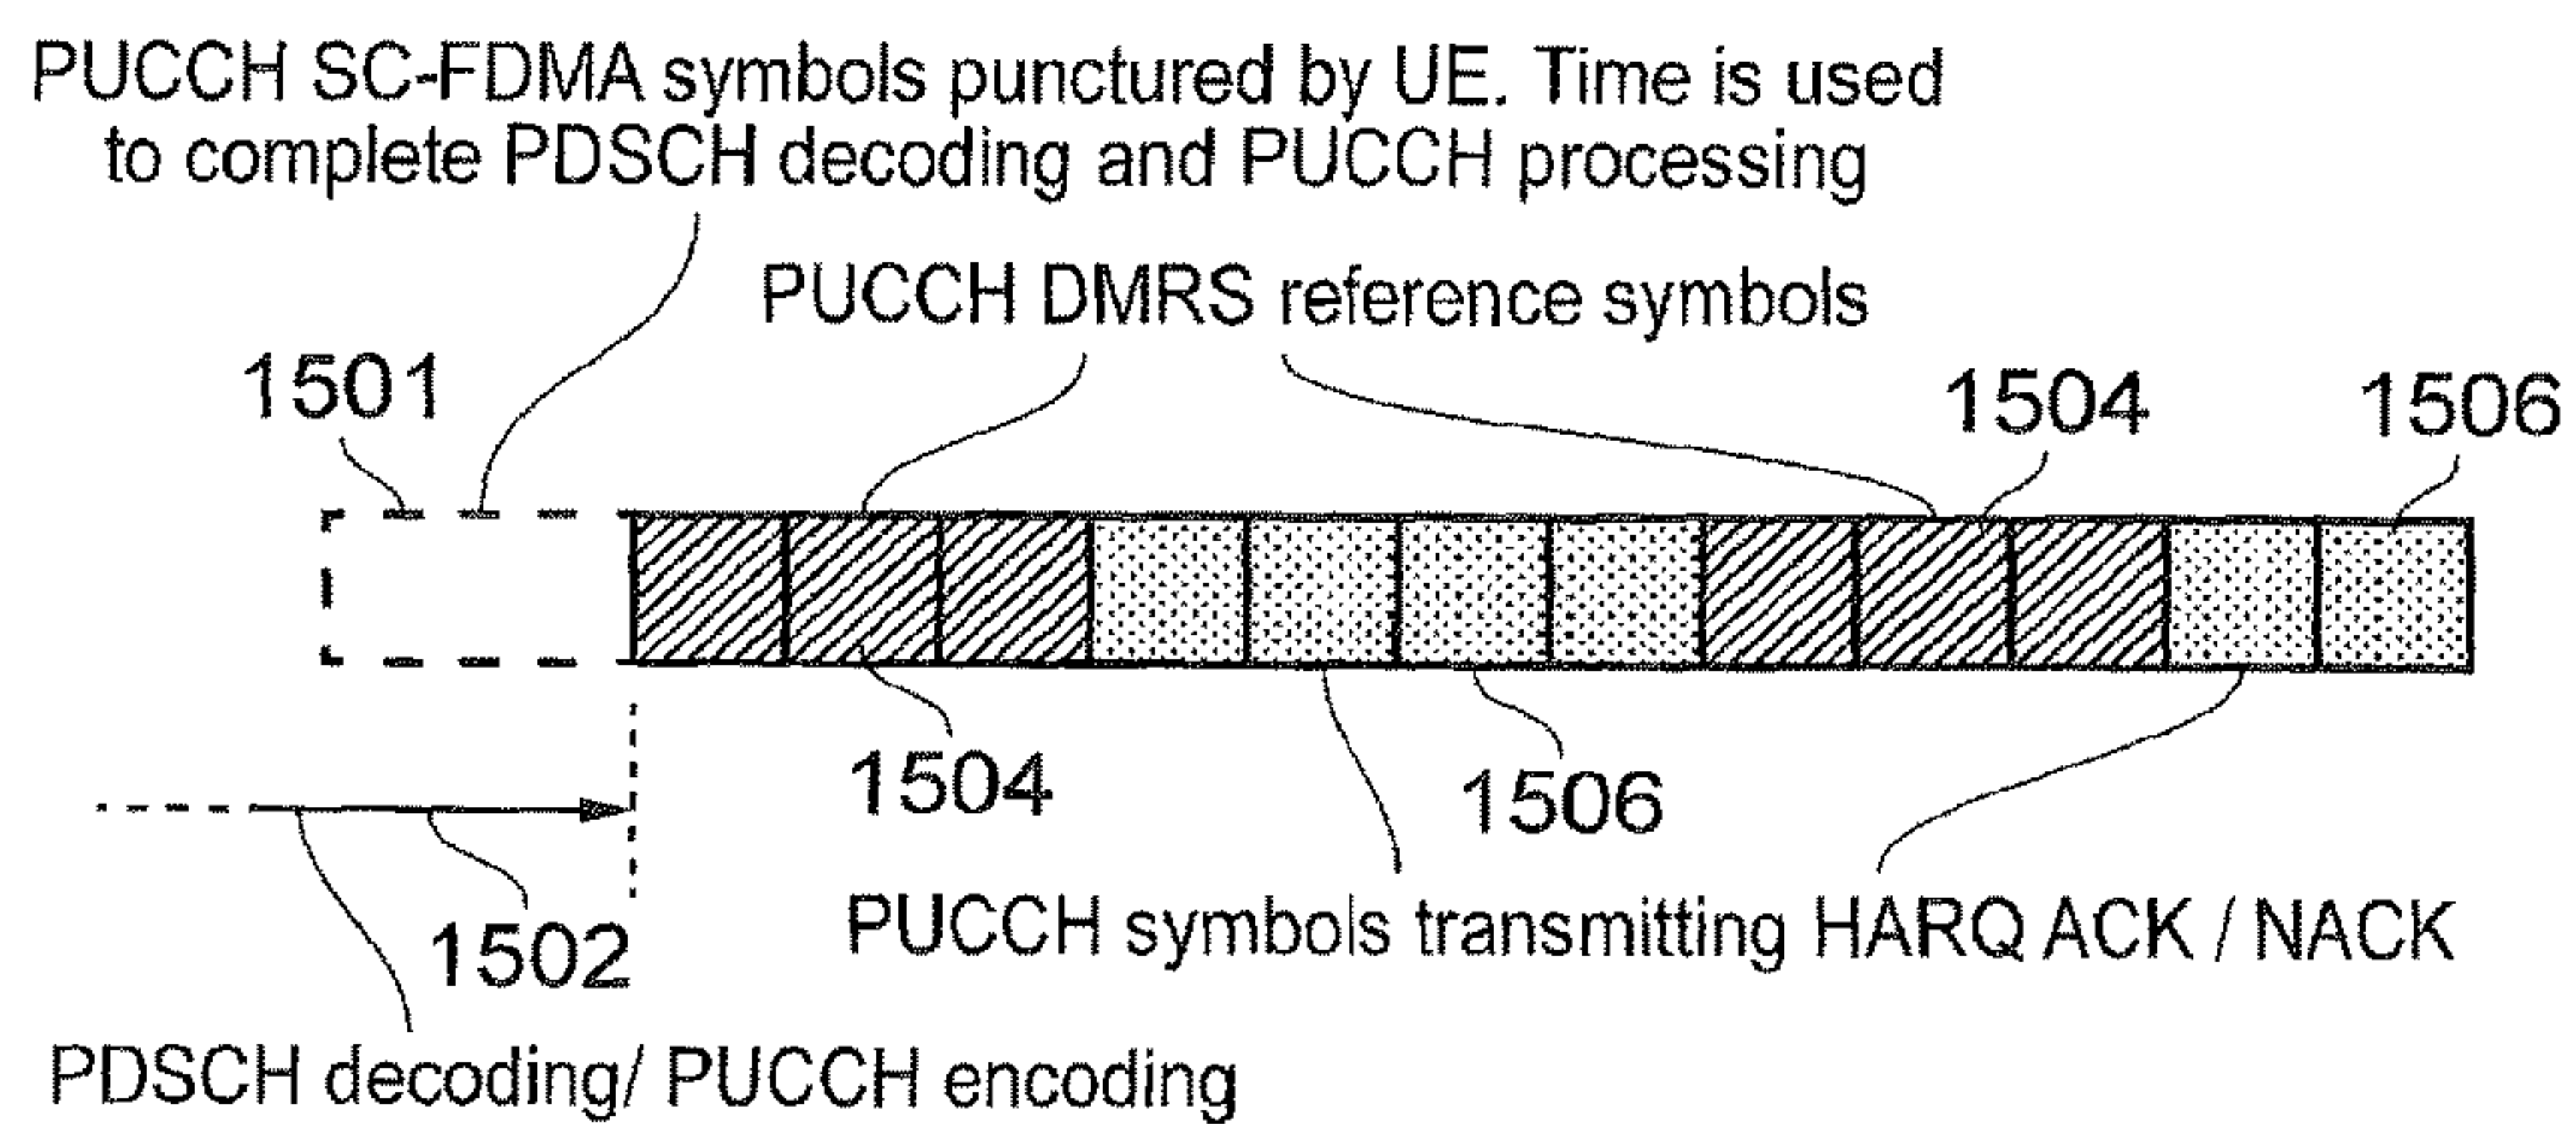 PUCCH SC-FDMA symbols punctured by UE. Time is used
to complete PDSCH decoding and PUCCH processing
PUCCH DMRS reference symbols
1501
1504
1506
1504
1506
1502
PUCCH symbols transmitting HARQ ACK / NACK
PDSCH decoding/ PUCCH encoding